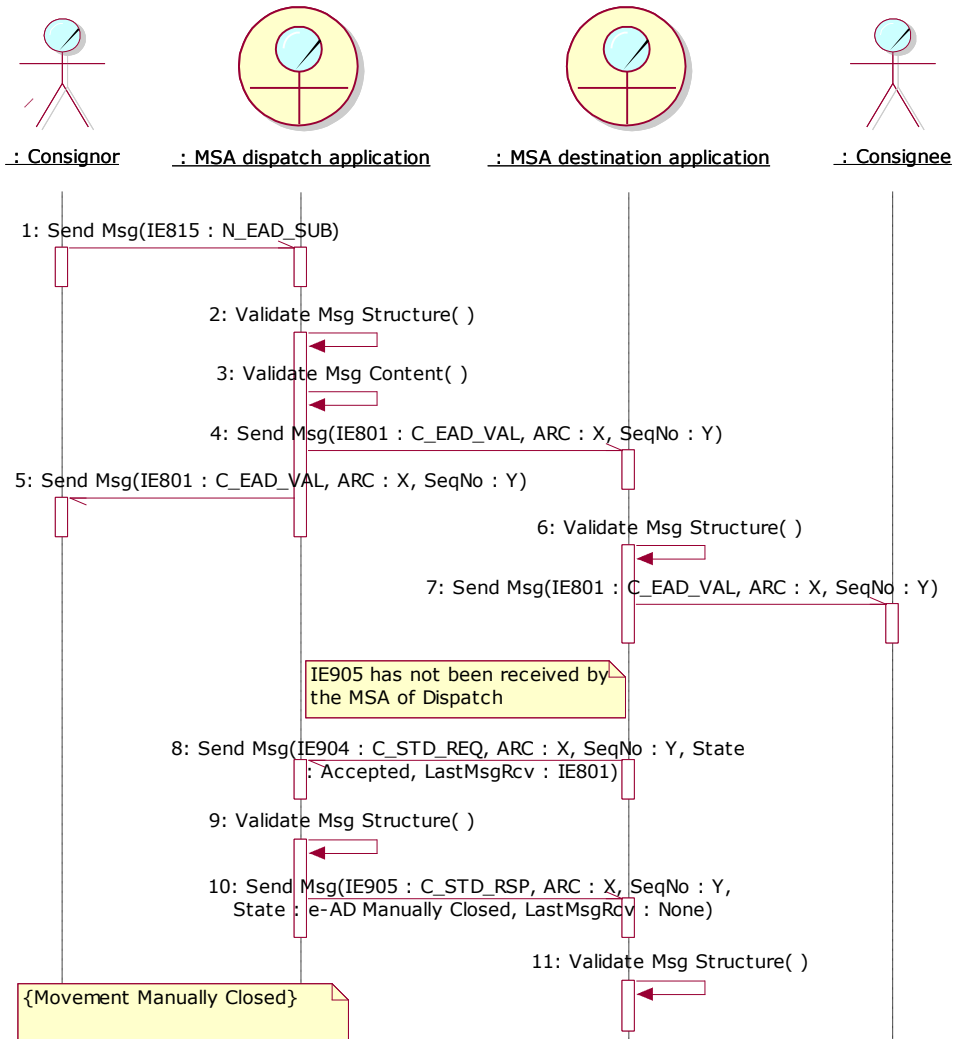 : Consignor
: MSA dispatch application
: MSA destination application
: Consignee
1: Send Msg(IE815 : N_EAD_SUB)
2: Validate Msg Structure( )
3: Validate Msg Content( )
4: Send Msg(IE801 : C_EAD_VAL, ARC : X, SeqNo : Y)
5: Send Msg(IE801 : C_EAD_VAL, ARC : X, SeqNo : Y)
6: Validate Msg Structure( )
7: Send Msg(IE801 : C_EAD_VAL, ARC : X, SeqNo : Y)
IE905 has not been received by
the MSA of Dispatch
8: Send Msg(IE904 : C_STD_REQ, ARC : X, SeqNo : Y, State
: Accepted, LastMsgRcv : IE801)
9: Validate Msg Structure( )
10: Send Msg(IE905 : C_STD_RSP, ARC : X, SeqNo : Y,
State : e-AD Manually Closed, LastMsgRcv : None)
11: Validate Msg Structure( )
{Movement Manually Closed}